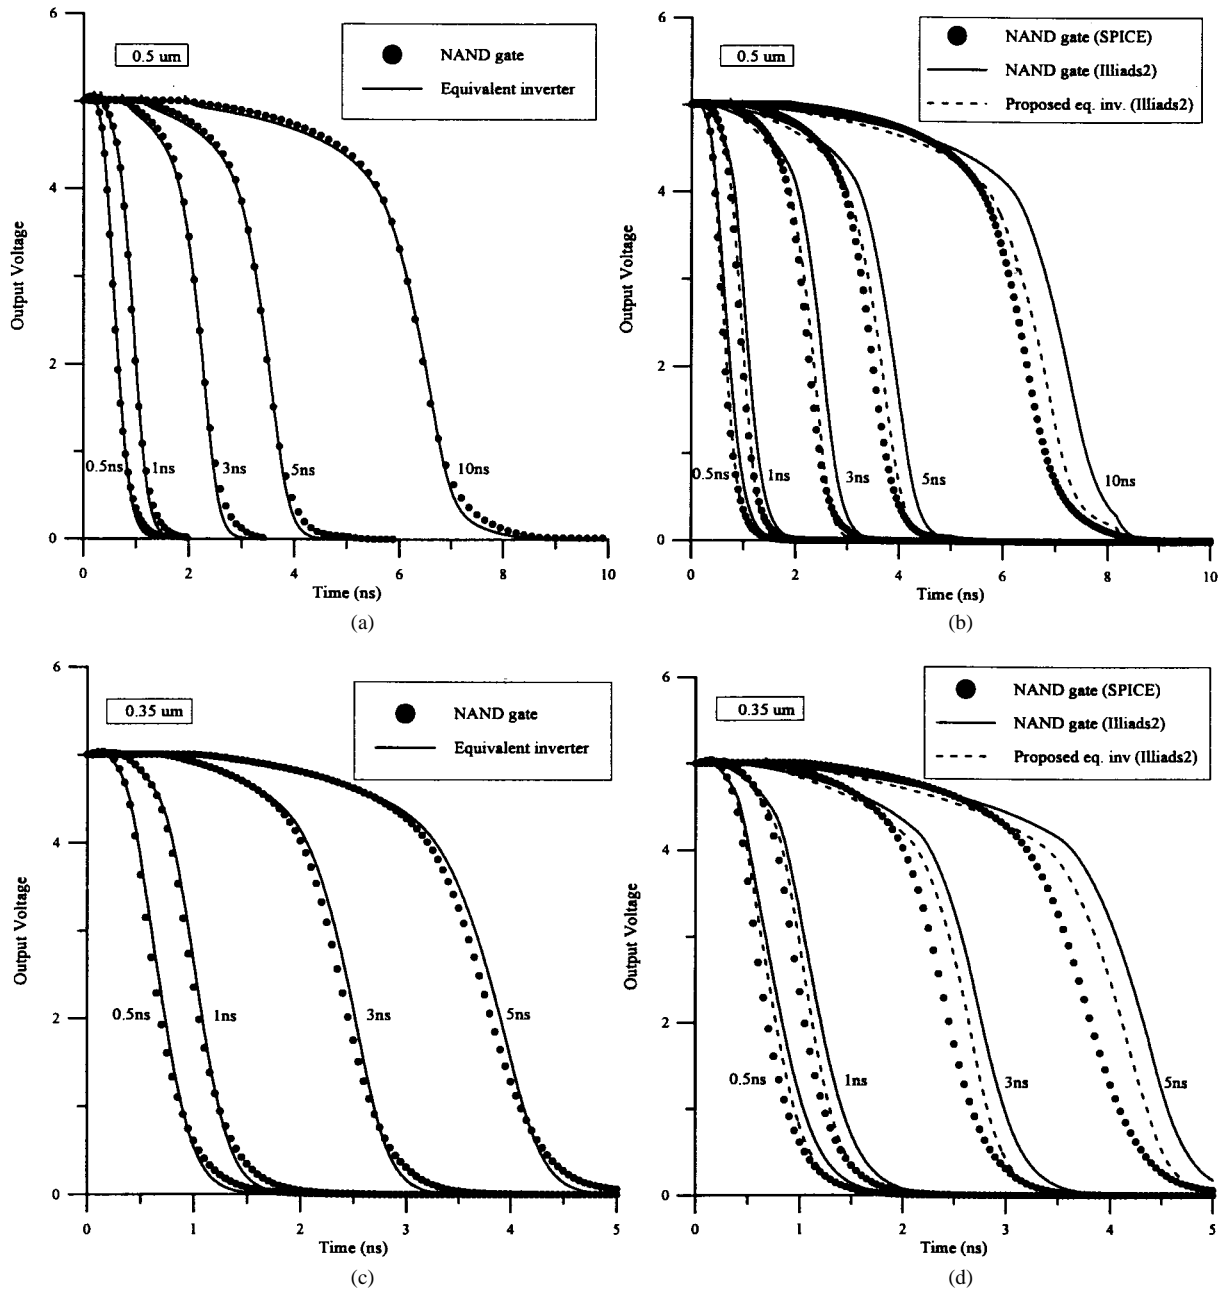 6
0.5 um
NAND gate
Equivalent inverter
4
Output Voltage
2
0.5ns
1ns
3ns
5ns
10ns
0
0
2
4
6
8
10
Time (ns)
(a)
6
0.5 um
NAND gate (SPICE)
NAND gate (Illiads2)
Proposed eq. inv. (Illiads2)
4
Output Voltage
2
0.5ns
1ns
3ns
5ns
10ns
0
0
2
4
6
8
10
Time (ns)
(b)
6
0.35 um
NAND gate
Equivalent inverter
4
Output Voltage
2
0.5ns
1ns
3ns
5ns
0
0
1
2
3
4
5
Time (ns)
(c)
6
0.35 um
NAND gate (SPICE)
NAND gate (Illiads2)
Proposed eq. inv (Illiads2)
4
Output Voltage
2
0.5ns
1ns
3ns
5ns
0
0
1
2
3
4
5
Time (ns)
(d)